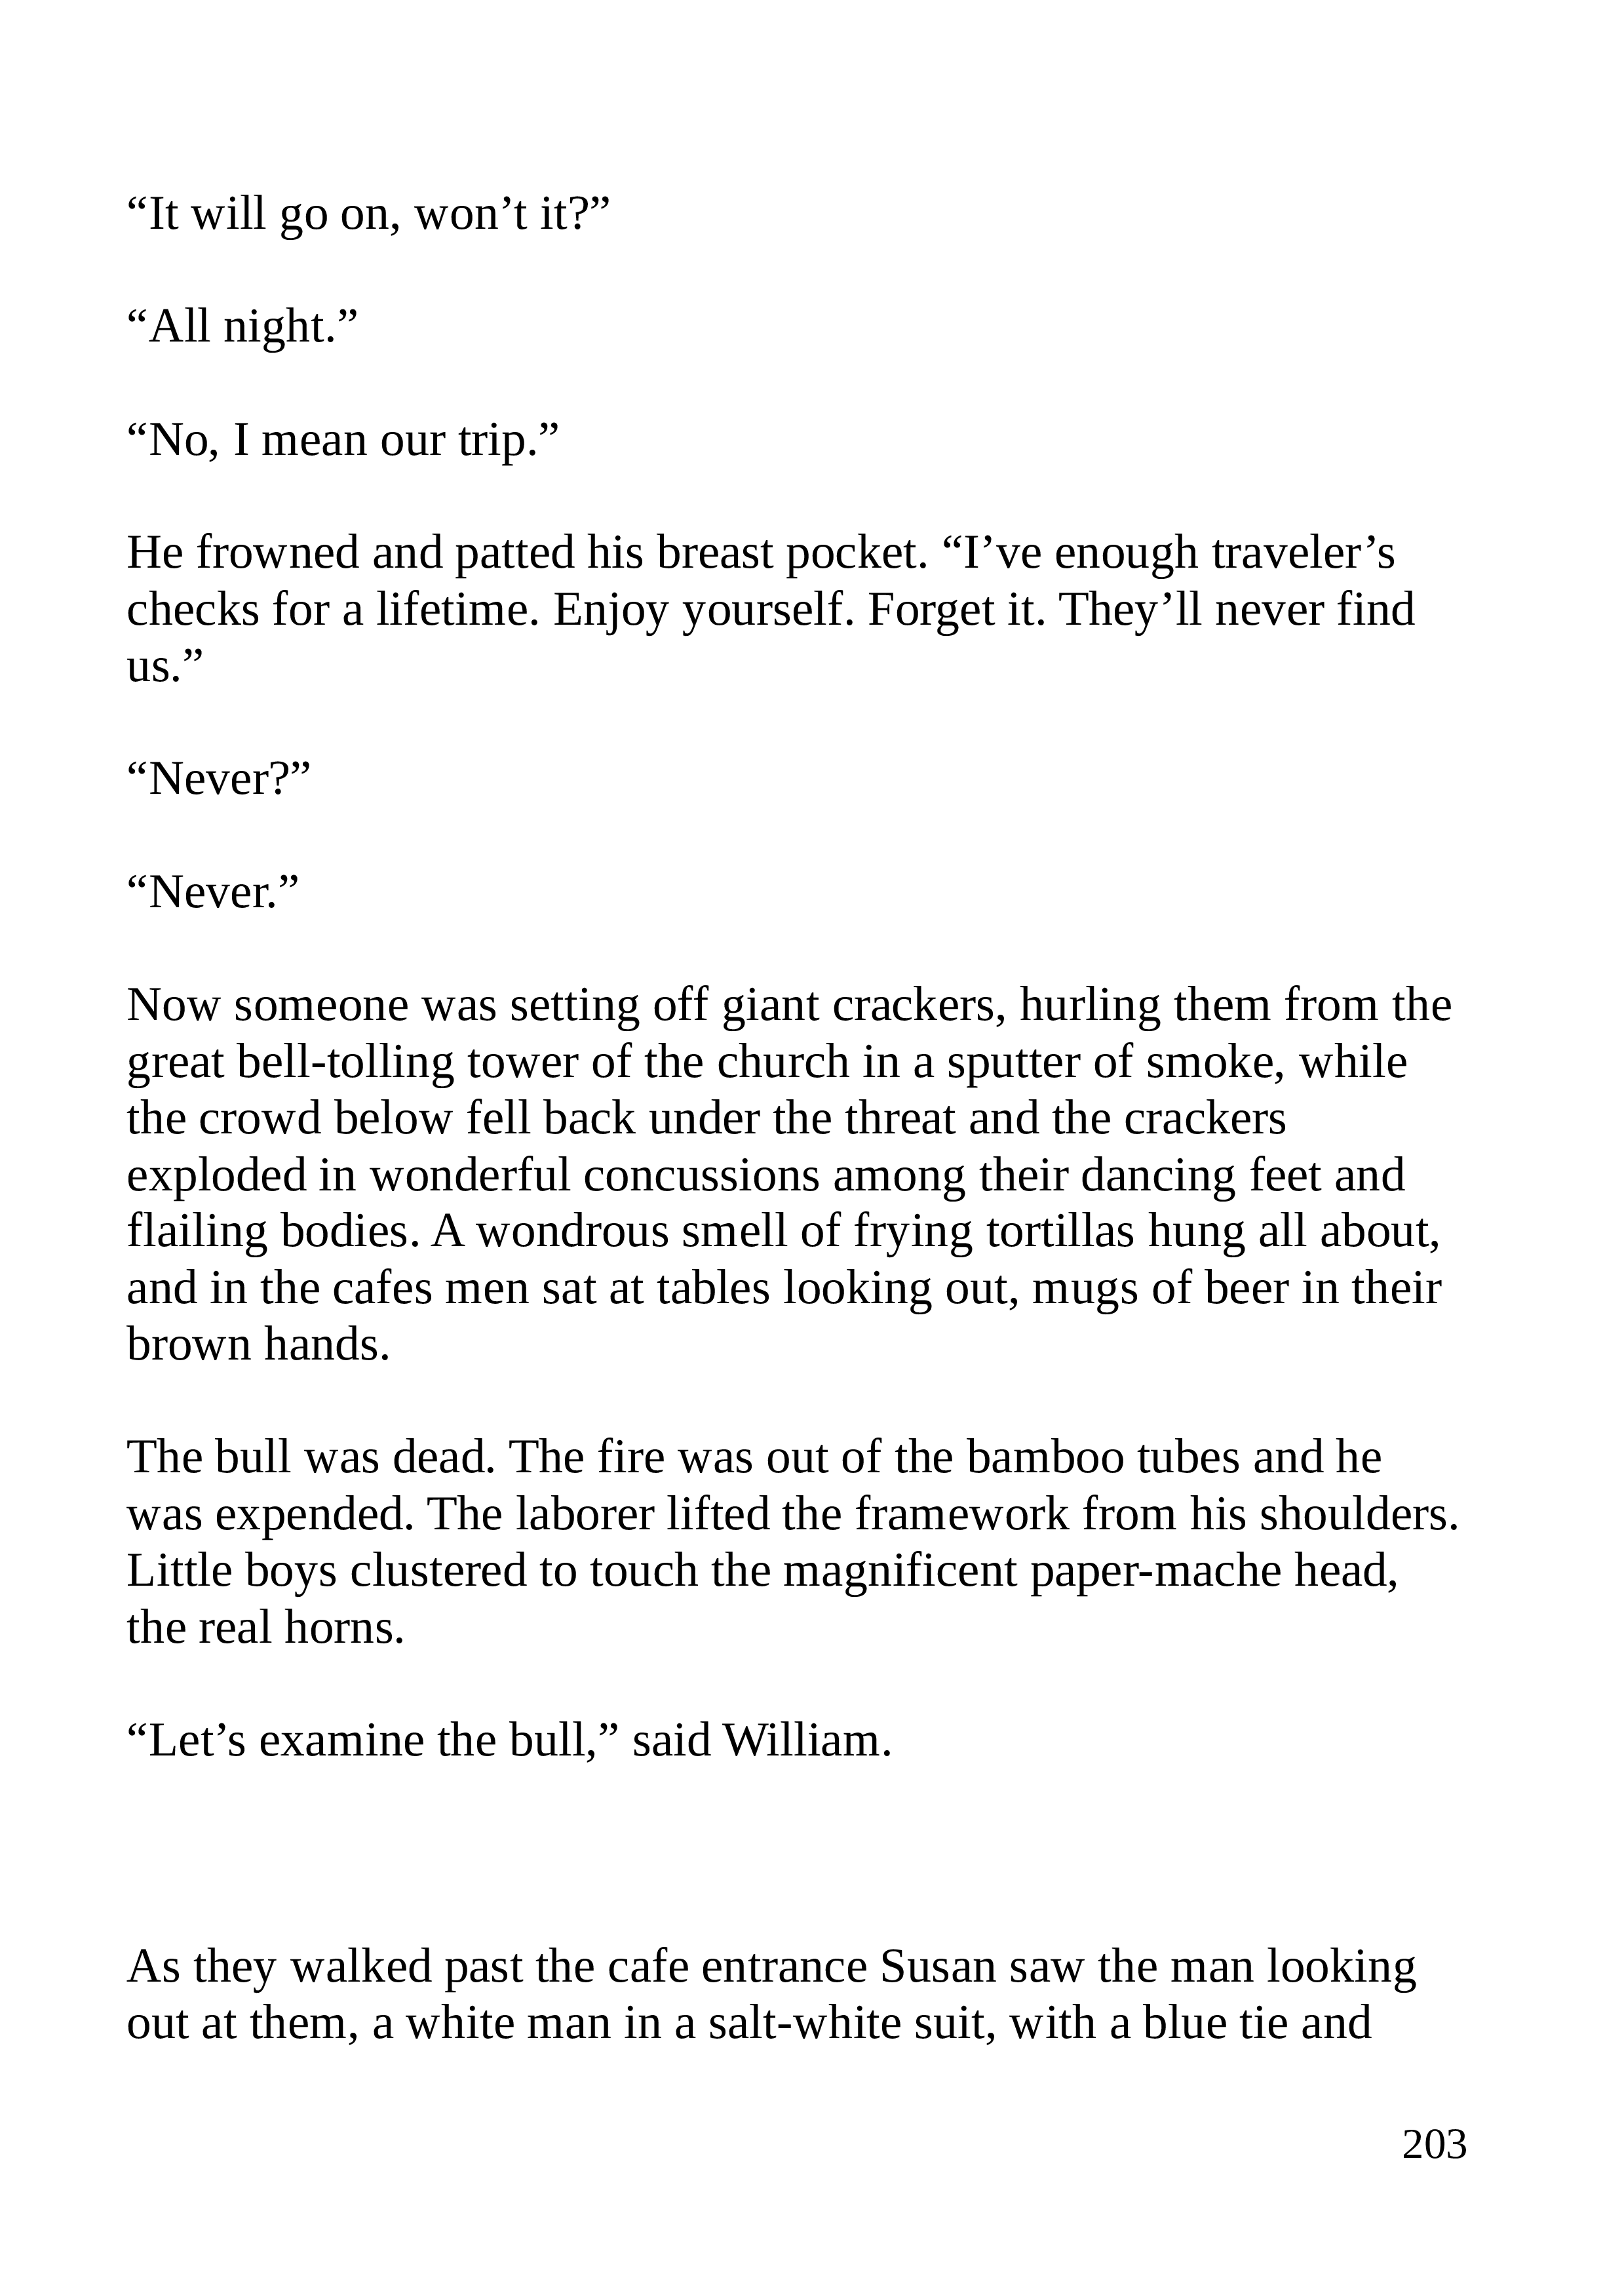 “It will go on, won’t it?”
“All night.”
“No, I mean our trip.”
He frowned and patted his breast pocket. “I’ve enough traveler’s
checks for a lifetime. Enjoy yourself. Forget it. They’ll never find
us.”
“Never?”
“Never.”
Now someone was setting off giant crackers, hurling them from the
great bell-tolling tower of the church in a sputter of smoke, while
the crowd below fell back under the threat and the crackers
exploded in wonderful concussions among their dancing feet and
flailing bodies. A wondrous smell of frying tortillas hung all about,
and in the cafes men sat at tables looking out, mugs of beer in their
brown hands.
The bull was dead. The fire was out of the bamboo tubes and he
was expended. The laborer lifted the framework from his shoulders.
Little boys clustered to touch the magnificent paper-mache head,
the real horns.
“Let’s examine the bull,” said William.
As they walked past the cafe entrance Susan saw the man looking
out at them, a white man in a salt-white suit, with a blue tie and
203